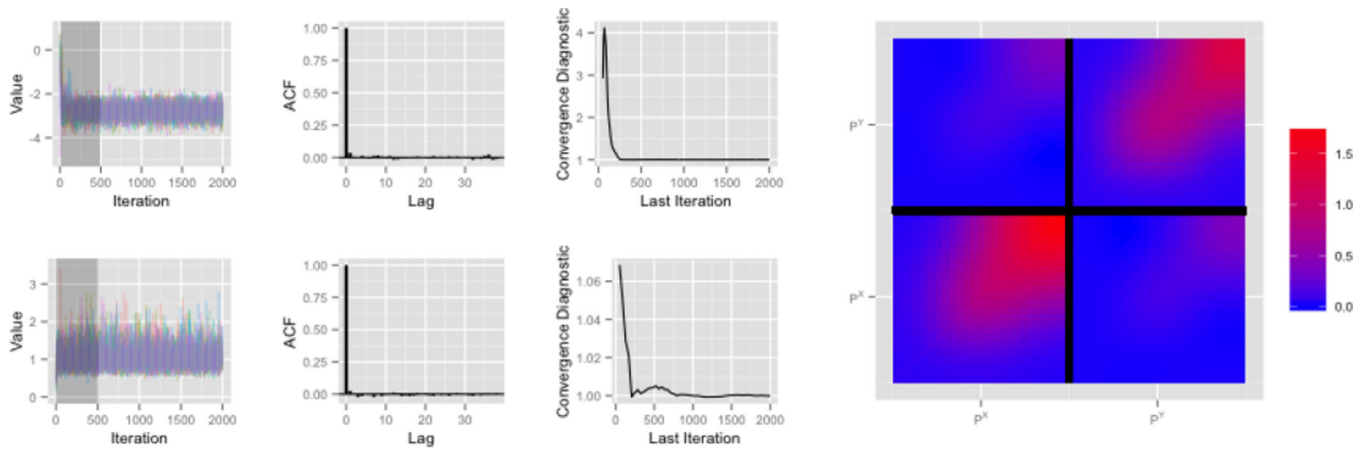 0
-2
-4
Value
0 500 1000 1500 2000
Iteration
1.00
0.75
0.50
0.25
0.00
ACF
0 10 20 30
Lag
4
3
2
1
Convergence Diagnostic
0 500 1000 1500 2000
Last Iteration
3
2
1
0
Value
0 500 1000 1500 2000
Iteration
1.00
0.75
0.50
0.25
0.00
ACF
0 10 20 30
Lag
1.06
1.04
1.02
1.00
Convergence Diagnostic
0 500 1000 1500 2000
Last Iteration
Pʸ
Pˣ
Pˣ Pʸ
1.5
1.0
0.5
0.0